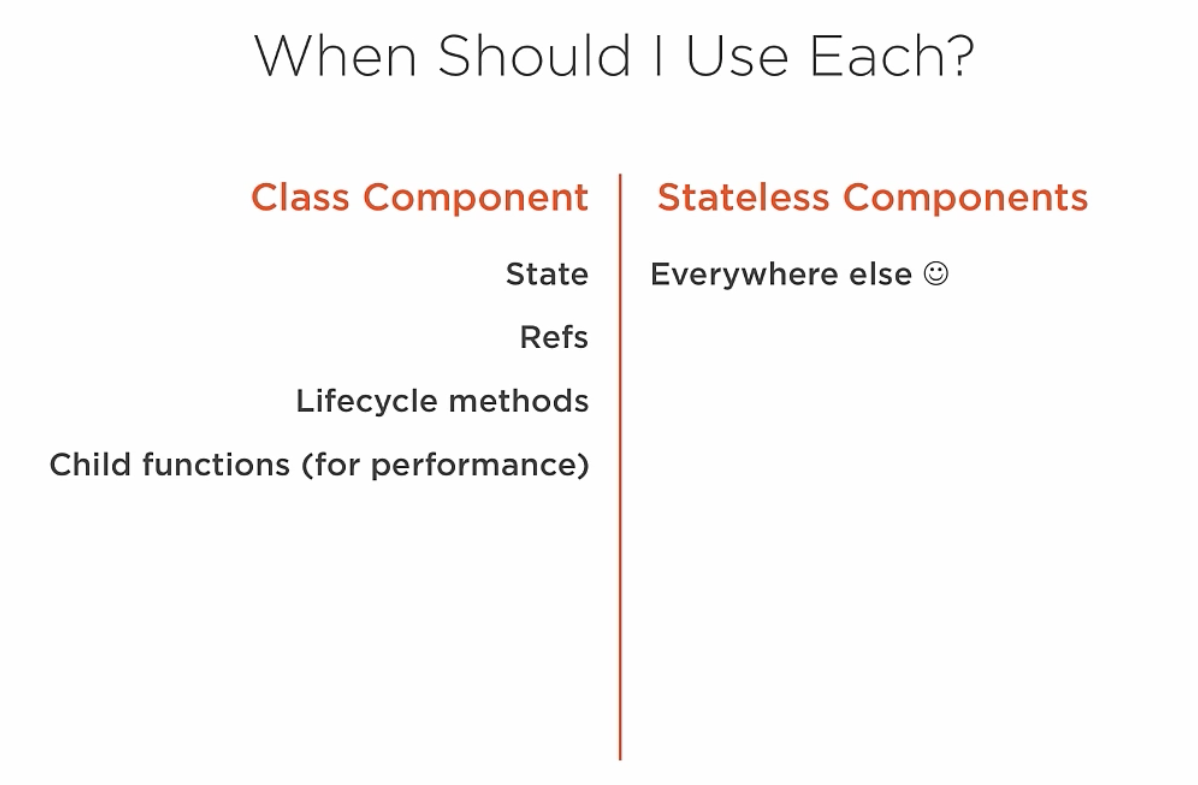 When Should I Use Each?
Class Component
State
Refs
Lifecycle methods
Child functions (for performance)
Stateless Components
Everywhere else ☺